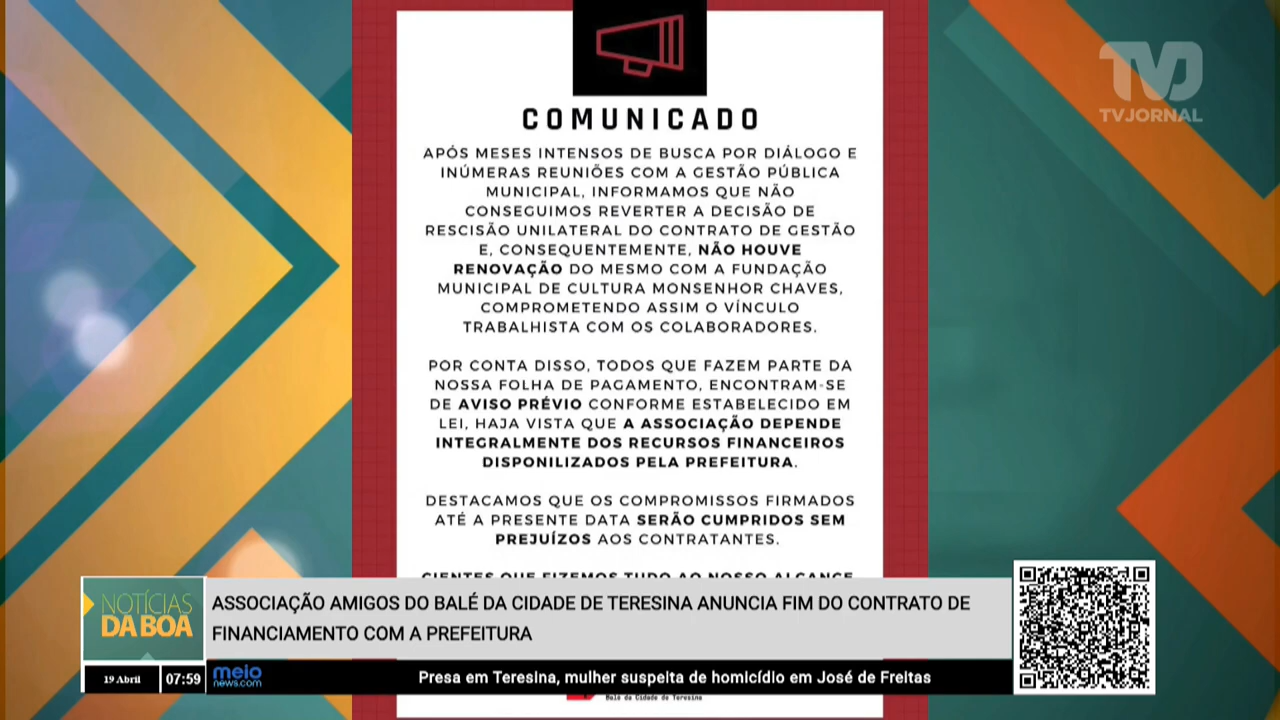 TVJ
TVJORNAL
COMUNICADO
APÓS MESES INTENSOS DE BUSCA POR DIÁLOGO E
INÚMERAS REUNIÕES COM A GESTÃO PÚBLICA
MUNICIPAL, INFORMAMOS QUE NÃO
CONSEGUIMOS REVERTER A DECISÃO DE
RESCISÃO UNILATERAL DO CONTRATO DE GESTÃO
E, CONSEQUENTEMENTE, NÃO HOUVE
RENOVAÇÃO DO MESMO COM A FUNDAÇÃO
MUNICIPAL DE CULTURA MONSENHOR CHAVES,
COMPROMETENDO ASSIM O VÍNCULO
TRABALHISTA COM OS COLABORADORES.
POR CONTA DISSO, TODOS QUE FAZEM PARTE DA
NOSSA FOLHA DE PAGAMENTO, ENCONTRAM-SE
DE AVISO PRÉVIO CONFORME ESTABELECIDO EM
LEI, HAJA VISTA QUE A ASSOCIAÇÃO DEPENDE
INTEGRALMENTE DOS RECURSOS FINANCEIROS
DISPONILIZADOS PELA PREFEITURA.
DESTACAMOS QUE OS COMPROMISSOS FIRMADOS
ATÉ A PRESENTE DATA SERÃO CUMPRIDOS SEM
PREJUÍZOS AOS CONTRATANTES.
CIENTES QUE FIZEMOS TUDO AO NOSSO ALCANCE
NOTÍCIAS
DA BOA
ASSOCIAÇÃO AMIGOS DO BALÉ DA CIDADE DE TERESINA ANUNCIA FIM DO CONTRATO DE
FINANCIAMENTO COM A PREFEITURA
19 Abril
07:59
meio
news.com
Presa em Teresina, mulher suspeita de homicídio em José de Freitas
Balé da Cidade de Teresina